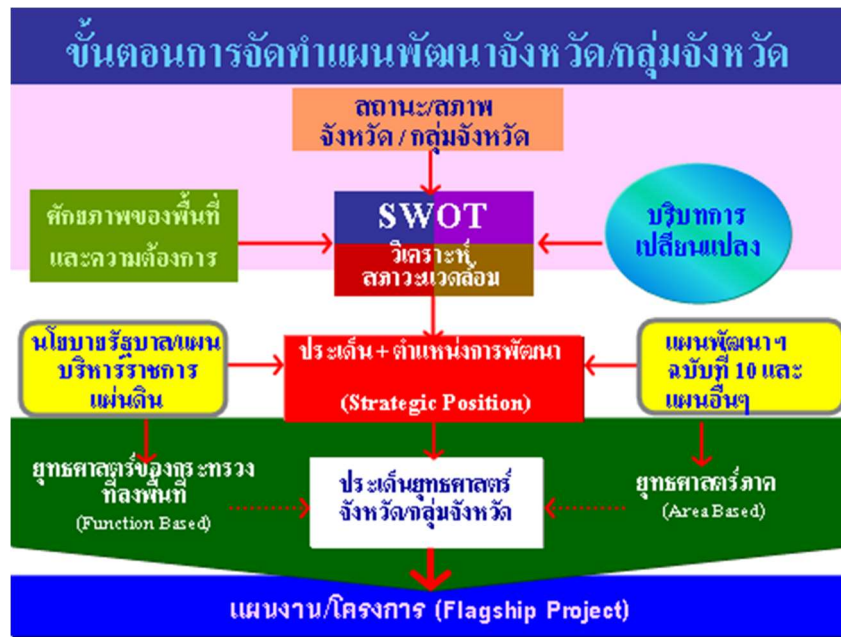 ขั้นตอนการจัดทำแผนพัฒนาจังหวัด/กลุ่มจังหวัด
สถานะ/สภาพ
จังหวัด / กลุ่มจังหวัด
ศักยภาพของพื้นที่
และความต้องการ
SWOT
วิเคราะห์
สภาวะแวดล้อม
บริบทการ
เปลี่ยนแปลง
นโยบายรัฐบาล/แผน
บริหารราชการ
แผ่นดิน
ประเด็น + ตำแหน่งการพัฒนา
(Strategic Position)
แผนพัฒนาฯ
ฉบับที่ 10 และ
แผนอื่นๆ
ยุทธศาสตร์ของกระทรวง
ที่ลงพื้นที่
(Function Based)
ประเด็นยุทธศาสตร์
จังหวัด/กลุ่มจังหวัด
ยุทธศาสตร์ภาค
(Area Based)
แผนงาน/โครงการ (Flagship Project)